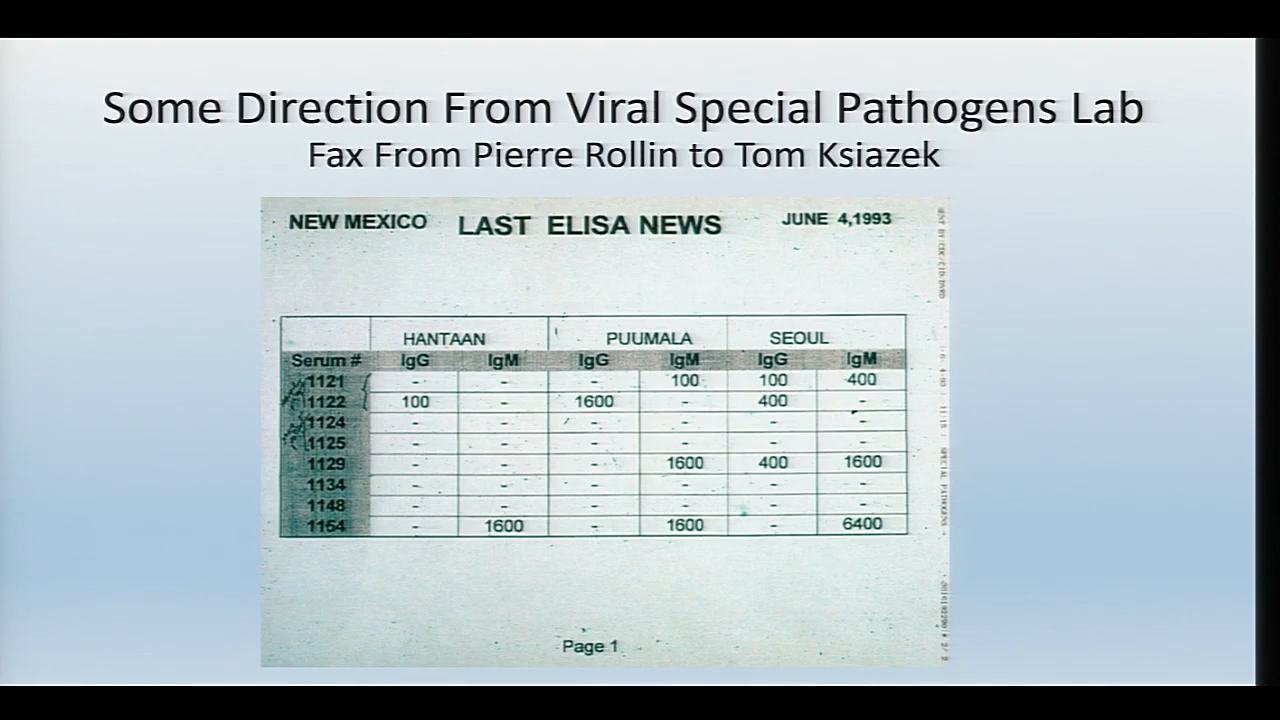 Some Direction From Viral Special Pathogens Lab
Fax From Pierre Rollin to Tom Ksiazek
NEW MEXICO LAST ELISA NEWS JUNE 4,1993
HANTAAN PUUMALA SEOUL
Serum # IgG IgM IgG IgM IgG IgM
1121 - - - 100 100 400
1122 100 - 1600 - 400 -
1124 - - - - - -
1125 - - - - - -
1129 - - - 1600 400 1600
1134 - - - - - -
1148 - - - - - -
1154 - 1600 - 1600 - 6400
Page 1